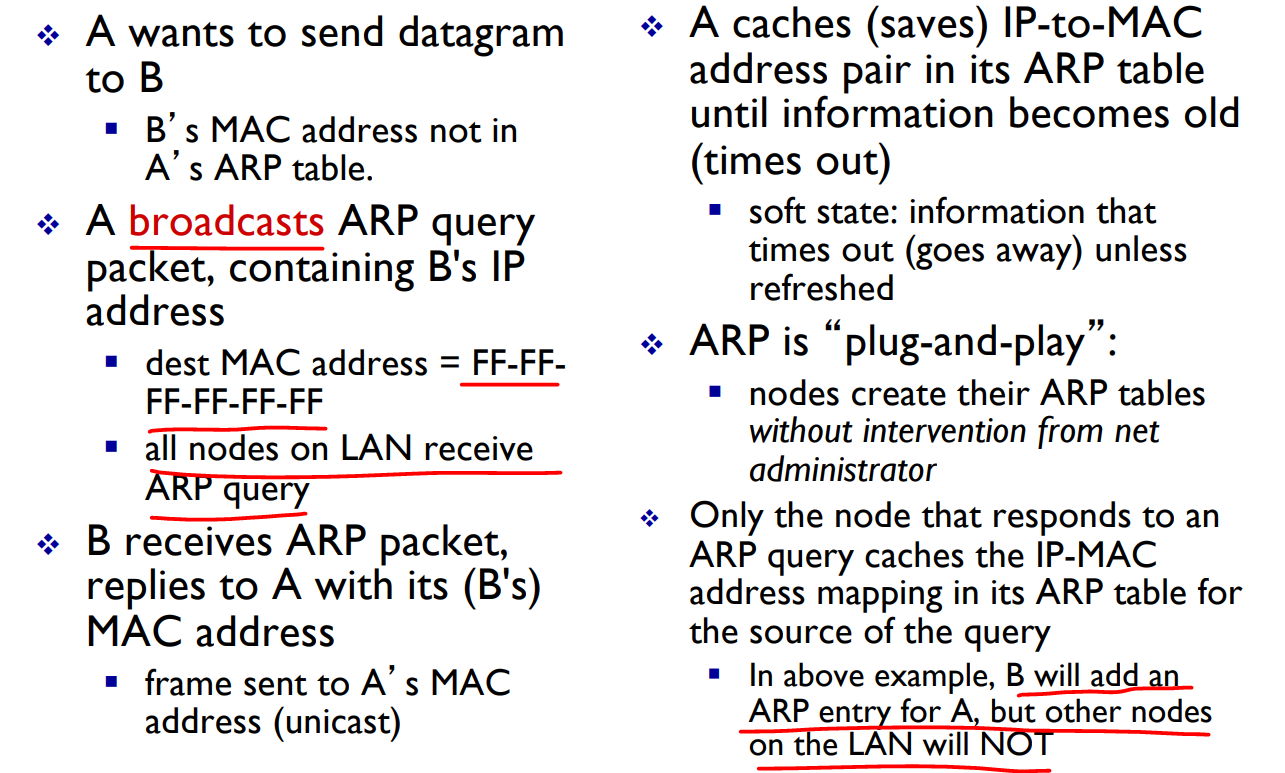 A wants to send datagram
to B
B’s MAC address not in
A’s ARP table.
A broadcasts ARP query
packet, containing B's IP
address
dest MAC address = FF-FF-
FF-FF-FF-FF
all nodes on LAN receive
ARP query
B receives ARP packet,
replies to A with its (B's)
MAC address
frame sent to A’s MAC
address (unicast)
A caches (saves) IP-to-MAC
address pair in its ARP table
until information becomes old
(times out)
soft state: information that
times out (goes away) unless
refreshed
ARP is “plug-and-play”:
nodes create their ARP tables
without intervention from net
administrator
Only the node that responds to an
ARP query caches the IP-MAC
address mapping in its ARP table for
the source of the query
In above example, B will add an
ARP entry for A, but other nodes
on the LAN will NOT